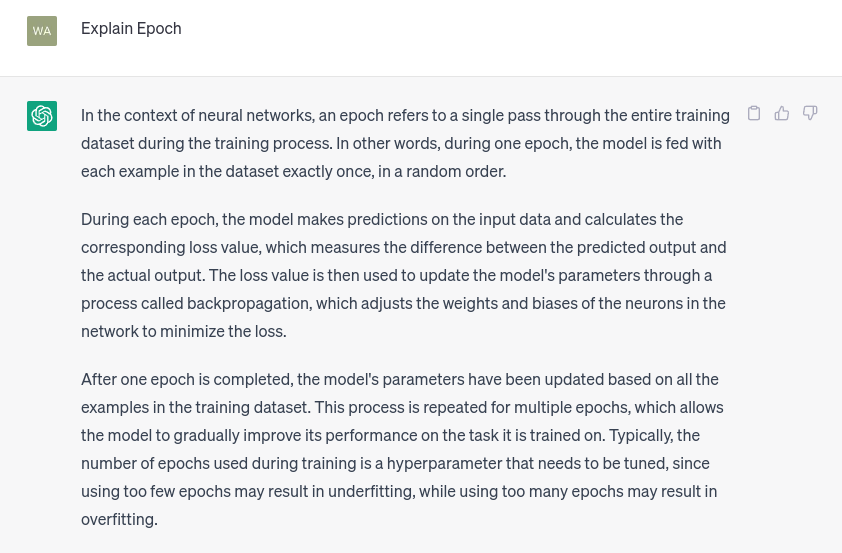 WA
Explain Epoch
In the context of neural networks, an epoch refers to a single pass through the entire training
dataset during the training process. In other words, during one epoch, the model is fed with
each example in the dataset exactly once, in a random order.
During each epoch, the model makes predictions on the input data and calculates the
corresponding loss value, which measures the difference between the predicted output and
the actual output. The loss value is then used to update the model's parameters through a
process called backpropagation, which adjusts the weights and biases of the neurons in the
network to minimize the loss.
After one epoch is completed, the model's parameters have been updated based on all the
examples in the training dataset. This process is repeated for multiple epochs, which allows
the model to gradually improve its performance on the task it is trained on. Typically, the
number of epochs used during training is a hyperparameter that needs to be tuned, since
using too few epochs may result in underfitting, while using too many epochs may result in
overfitting.